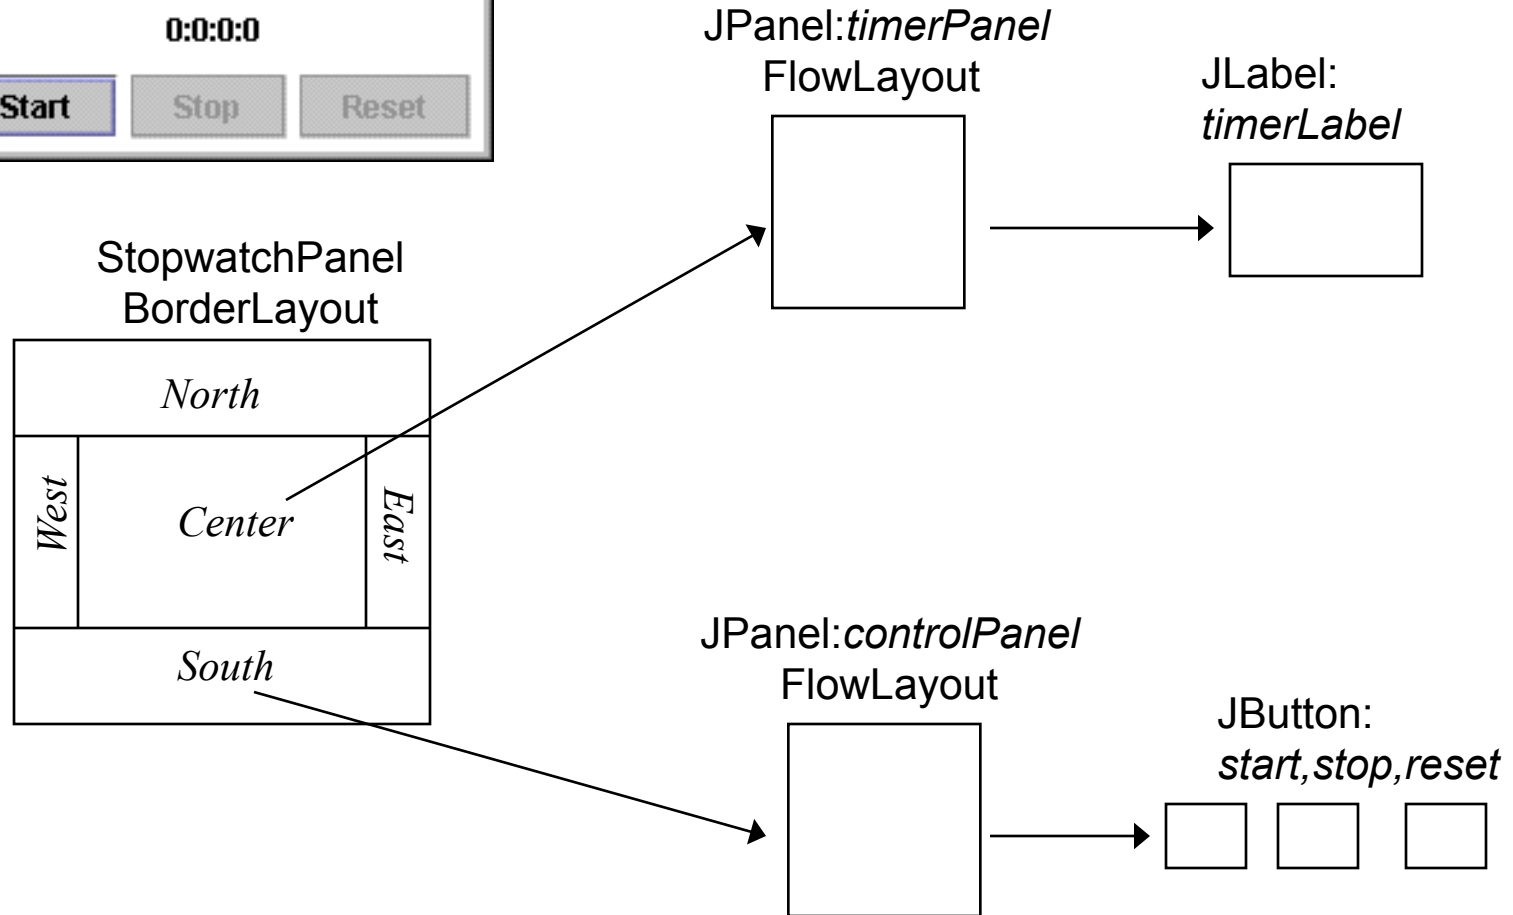 0:0:0:0
Start Stop Reset
JPanel:timerPanel
FlowLayout
JLabel:
timerLabel
StopwatchPanel
BorderLayout
North
West
Center
East
South
JPanel:controlPanel
FlowLayout
JButton:
start,stop,reset